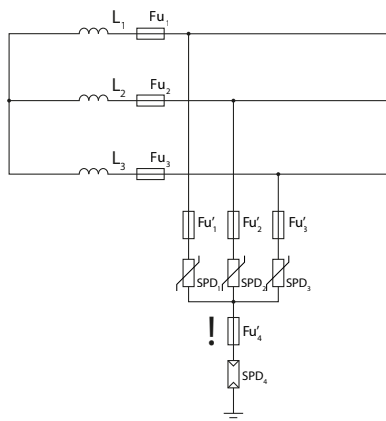 L₁ Fu₁
L₂ Fu₂
L₃ Fu₃
Fu'₁ Fu'₂ Fu'₃
SPD₁ SPD₂ SPD₃
! Fu'₄
SPD₄